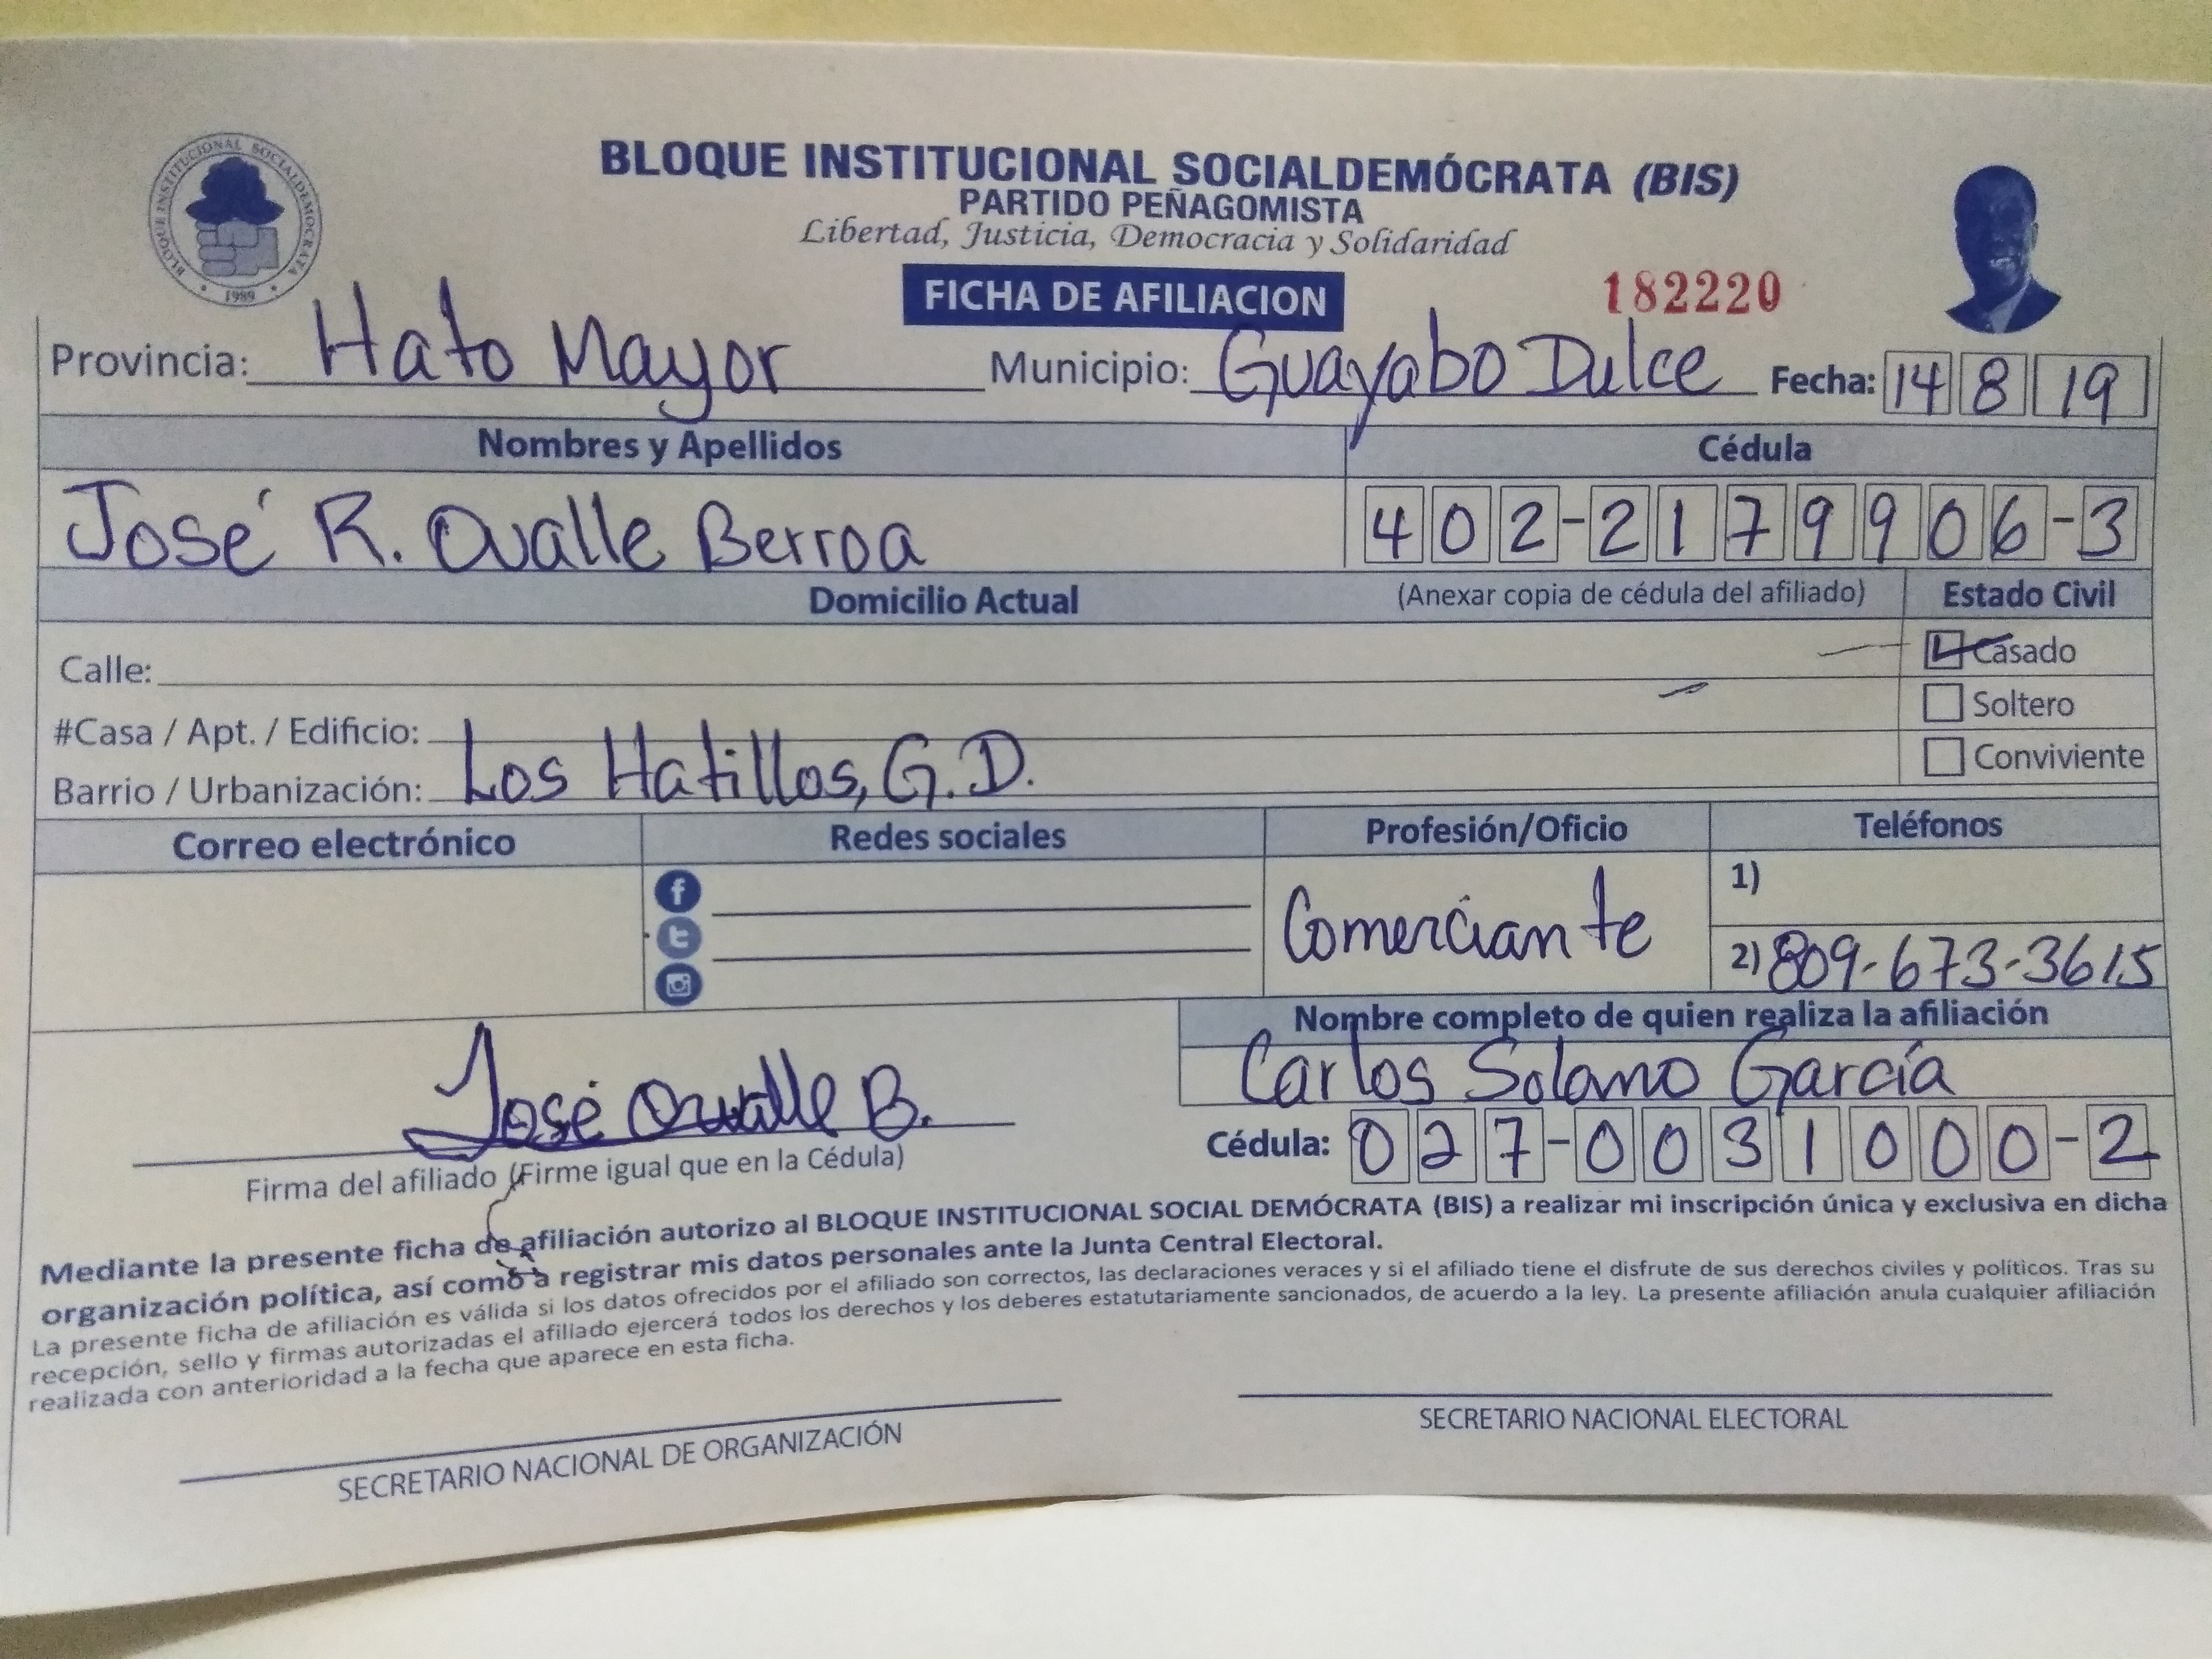 BLOQUE INSTITUCIONAL SOCIALDEMOCRATA
1989
BLOQUE INSTITUCIONAL SOCIALDEMÓCRATA (BIS)
PARTIDO PEÑAGOMISTA
Libertad, Justicia, Democracia y Solidaridad
FICHA DE AFILIACION 182220
Provincia: Hato Mayor Municipio: Guayabo Dulce Fecha: 14 8 19
Nombres y Apellidos Cédula
José R. Ovalle Berroa 402-2179906-3
Domicilio Actual (Anexar copia de cédula del afiliado) Estado Civil
Calle: Casado
#Casa / Apt. / Edificio: Soltero
Barrio / Urbanización: Los Hatillos, G.D. Conviviente
Correo electrónico Redes sociales Profesión/Oficio Teléfonos
Comerciante 1)
2) 809-673-3615
Nombre completo de quien realiza la afiliación
Carlos Solano García
José Ovalle B.
Cédula: 027-0031000-2
Firma del afiliado (Firme igual que en la Cédula)
Mediante la presente ficha de afiliación autorizo al BLOQUE INSTITUCIONAL SOCIAL DEMÓCRATA (BIS) a realizar mi inscripción única y exclusiva en dicha
organización política, así como a registrar mis datos personales ante la Junta Central Electoral.
La presente ficha de afiliación es válida si los datos ofrecidos por el afiliado son correctos, las declaraciones veraces y si el afiliado tiene el disfrute de sus derechos civiles y políticos. Tras su
recepción, sello y firmas autorizadas el afiliado ejercerá todos los derechos y los deberes estatutariamente sancionados, de acuerdo a la ley. La presente afiliación anula cualquier afiliación
realizada con anterioridad a la fecha que aparece en esta ficha.
SECRETARIO NACIONAL DE ORGANIZACIÓN SECRETARIO NACIONAL ELECTORAL